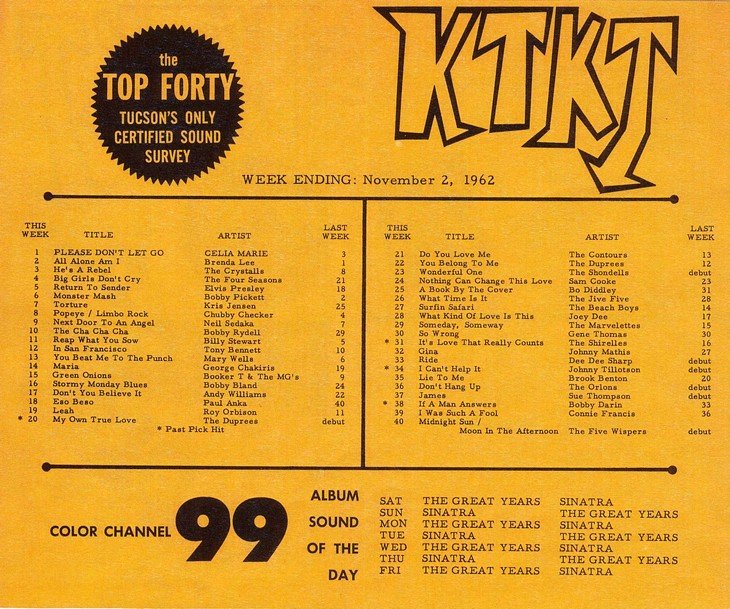 the
TOP FORTY
TUCSON'S ONLY
CERTIFIED SOUND
SURVEY
KTKT
WEEK ENDING: November 2, 1962
THIS WEEK TITLE ARTIST LAST WEEK
1 PLEASE DON'T LET GO CELIA MARIE 3
2 All Alone Am I Brenda Lee 1
3 He's A Rebel The Crystalls 8
4 Big Girls Don't Cry The Four Seasons 21
5 Return To Sender Elvis Presley 18
6 Monster Mash Bobby Pickett 2
7 Torture Kris Jensen 25
8 Popeye / Limbo Rock Chubby Checker 4
9 Next Door To An Angel Neil Sedaka 7
10 The Cha Cha Cha Bobby Rydell 29
11 Reap What You Sow Billy Stewart 5
12 In San Francisco Tony Bennett 10
13 You Beat Me To The Punch Mary Wells 6
14 Maria George Chakiris 19
15 Green Onions Booker T & The MG's 9
16 Stormy Monday Blues Bobby Bland 24
17 Don't You Believe It Andy Williams 22
18 Eso Beso Paul Anka 40
19 Leah Roy Orbison 11
* 20 My Own True Love The Duprees debut
* Past Pick Hit
THIS WEEK TITLE ARTIST LAST WEEK
21 Do You Love Me The Contours 13
22 You Belong To Me The Duprees 12
23 Wonderful One The Shondells debut
24 Nothing Can Change This Love Sam Cooke 23
25 A Book By The Cover Bo Diddley 31
26 What Time Is It The Jive Five 28
27 Surfin Safari The Beach Boys 14
28 What Kind Of Love Is This Joey Dee 17
29 Someday, Someway The Marvelettes 15
30 So Wrong Gene Thomas 30
* 31 It's Love That Really Counts The Shirelles 16
32 Gina Johnny Mathis 27
33 Ride Dee Dee Sharp debut
* 34 I Can't Help It Johnny Tillotson debut
35 Lie To Me Brook Benton 20
36 Don't Hang Up The Orlons debut
37 James Sue Thompson debut
* 38 If A Man Answers Bobby Darin 33
39 I Was Such A Fool Connie Francis 36
40 Midnight Sun /
Moon In The Afternoon The Five Wispers debut
COLOR CHANNEL 99
ALBUM
SOUND
OF THE
DAY
SAT THE GREAT YEARS SINATRA
SUN SINATRA THE GREAT YEARS
MON THE GREAT YEARS SINATRA
TUE SINATRA THE GREAT YEARS
WED THE GREAT YEARS SINATRA
THU SINATRA THE GREAT YEARS
FRI THE GREAT YEARS SINATRA